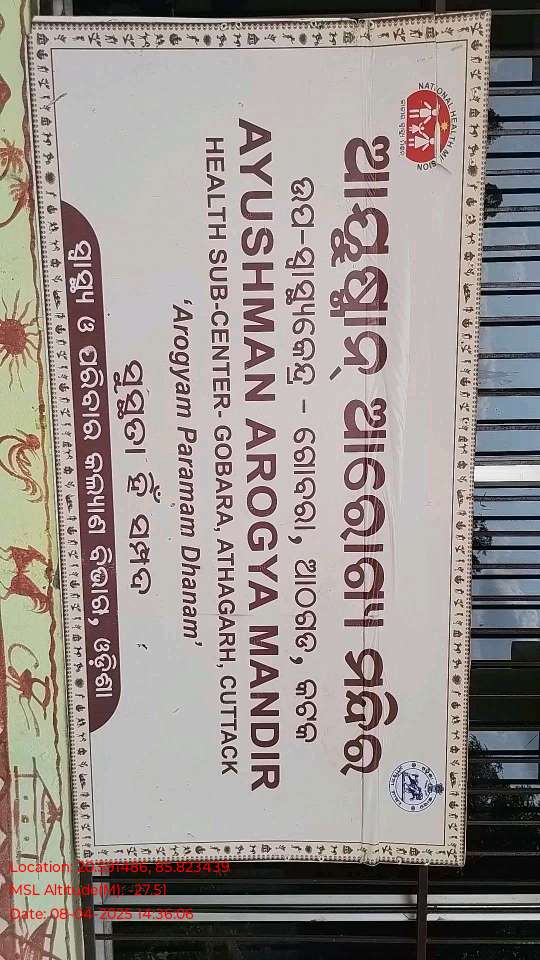 NATIONAL HEALTH MISSION
ଆୟୁଷ୍ମାନ୍ ଆରୋଗ୍ୟ ମନ୍ଦିର
ଉପ-ସ୍ୱାସ୍ଥ୍ୟକେନ୍ଦ୍ର - ଗୋବରା, ଆଠଗଡ, କଟକ
AYUSHMAN AROGYA MANDIR
HEALTH SUB-CENTER- GOBARA, ATHAGARH, CUTTACK
‘Arogyam Paramam Dhanam’
ସୁସ୍ଥତା ହିଁ ସମ୍ପଦ
ସ୍ୱାସ୍ଥ୍ୟ ଓ ପରିବାର କଲ୍ୟାଣ ବିଭାଗ, ଓଡ଼ିଶା
Location: 20.591486, 85.823439
MSL Altitude(M): -27.51
Date: 08-04-2025 14:36:06